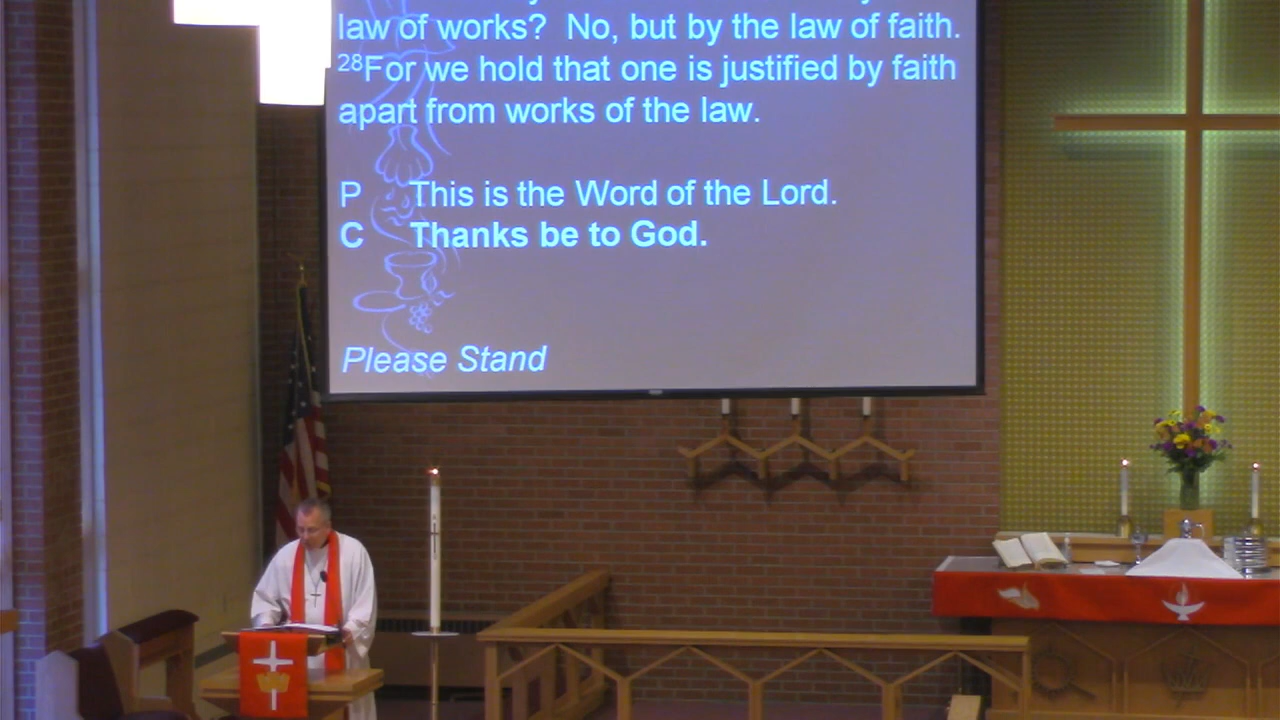 law of works? No, but by the law of faith.
²⁸For we hold that one is justified by faith
apart from works of the law.
P This is the Word of the Lord.
C Thanks be to God.
Please Stand